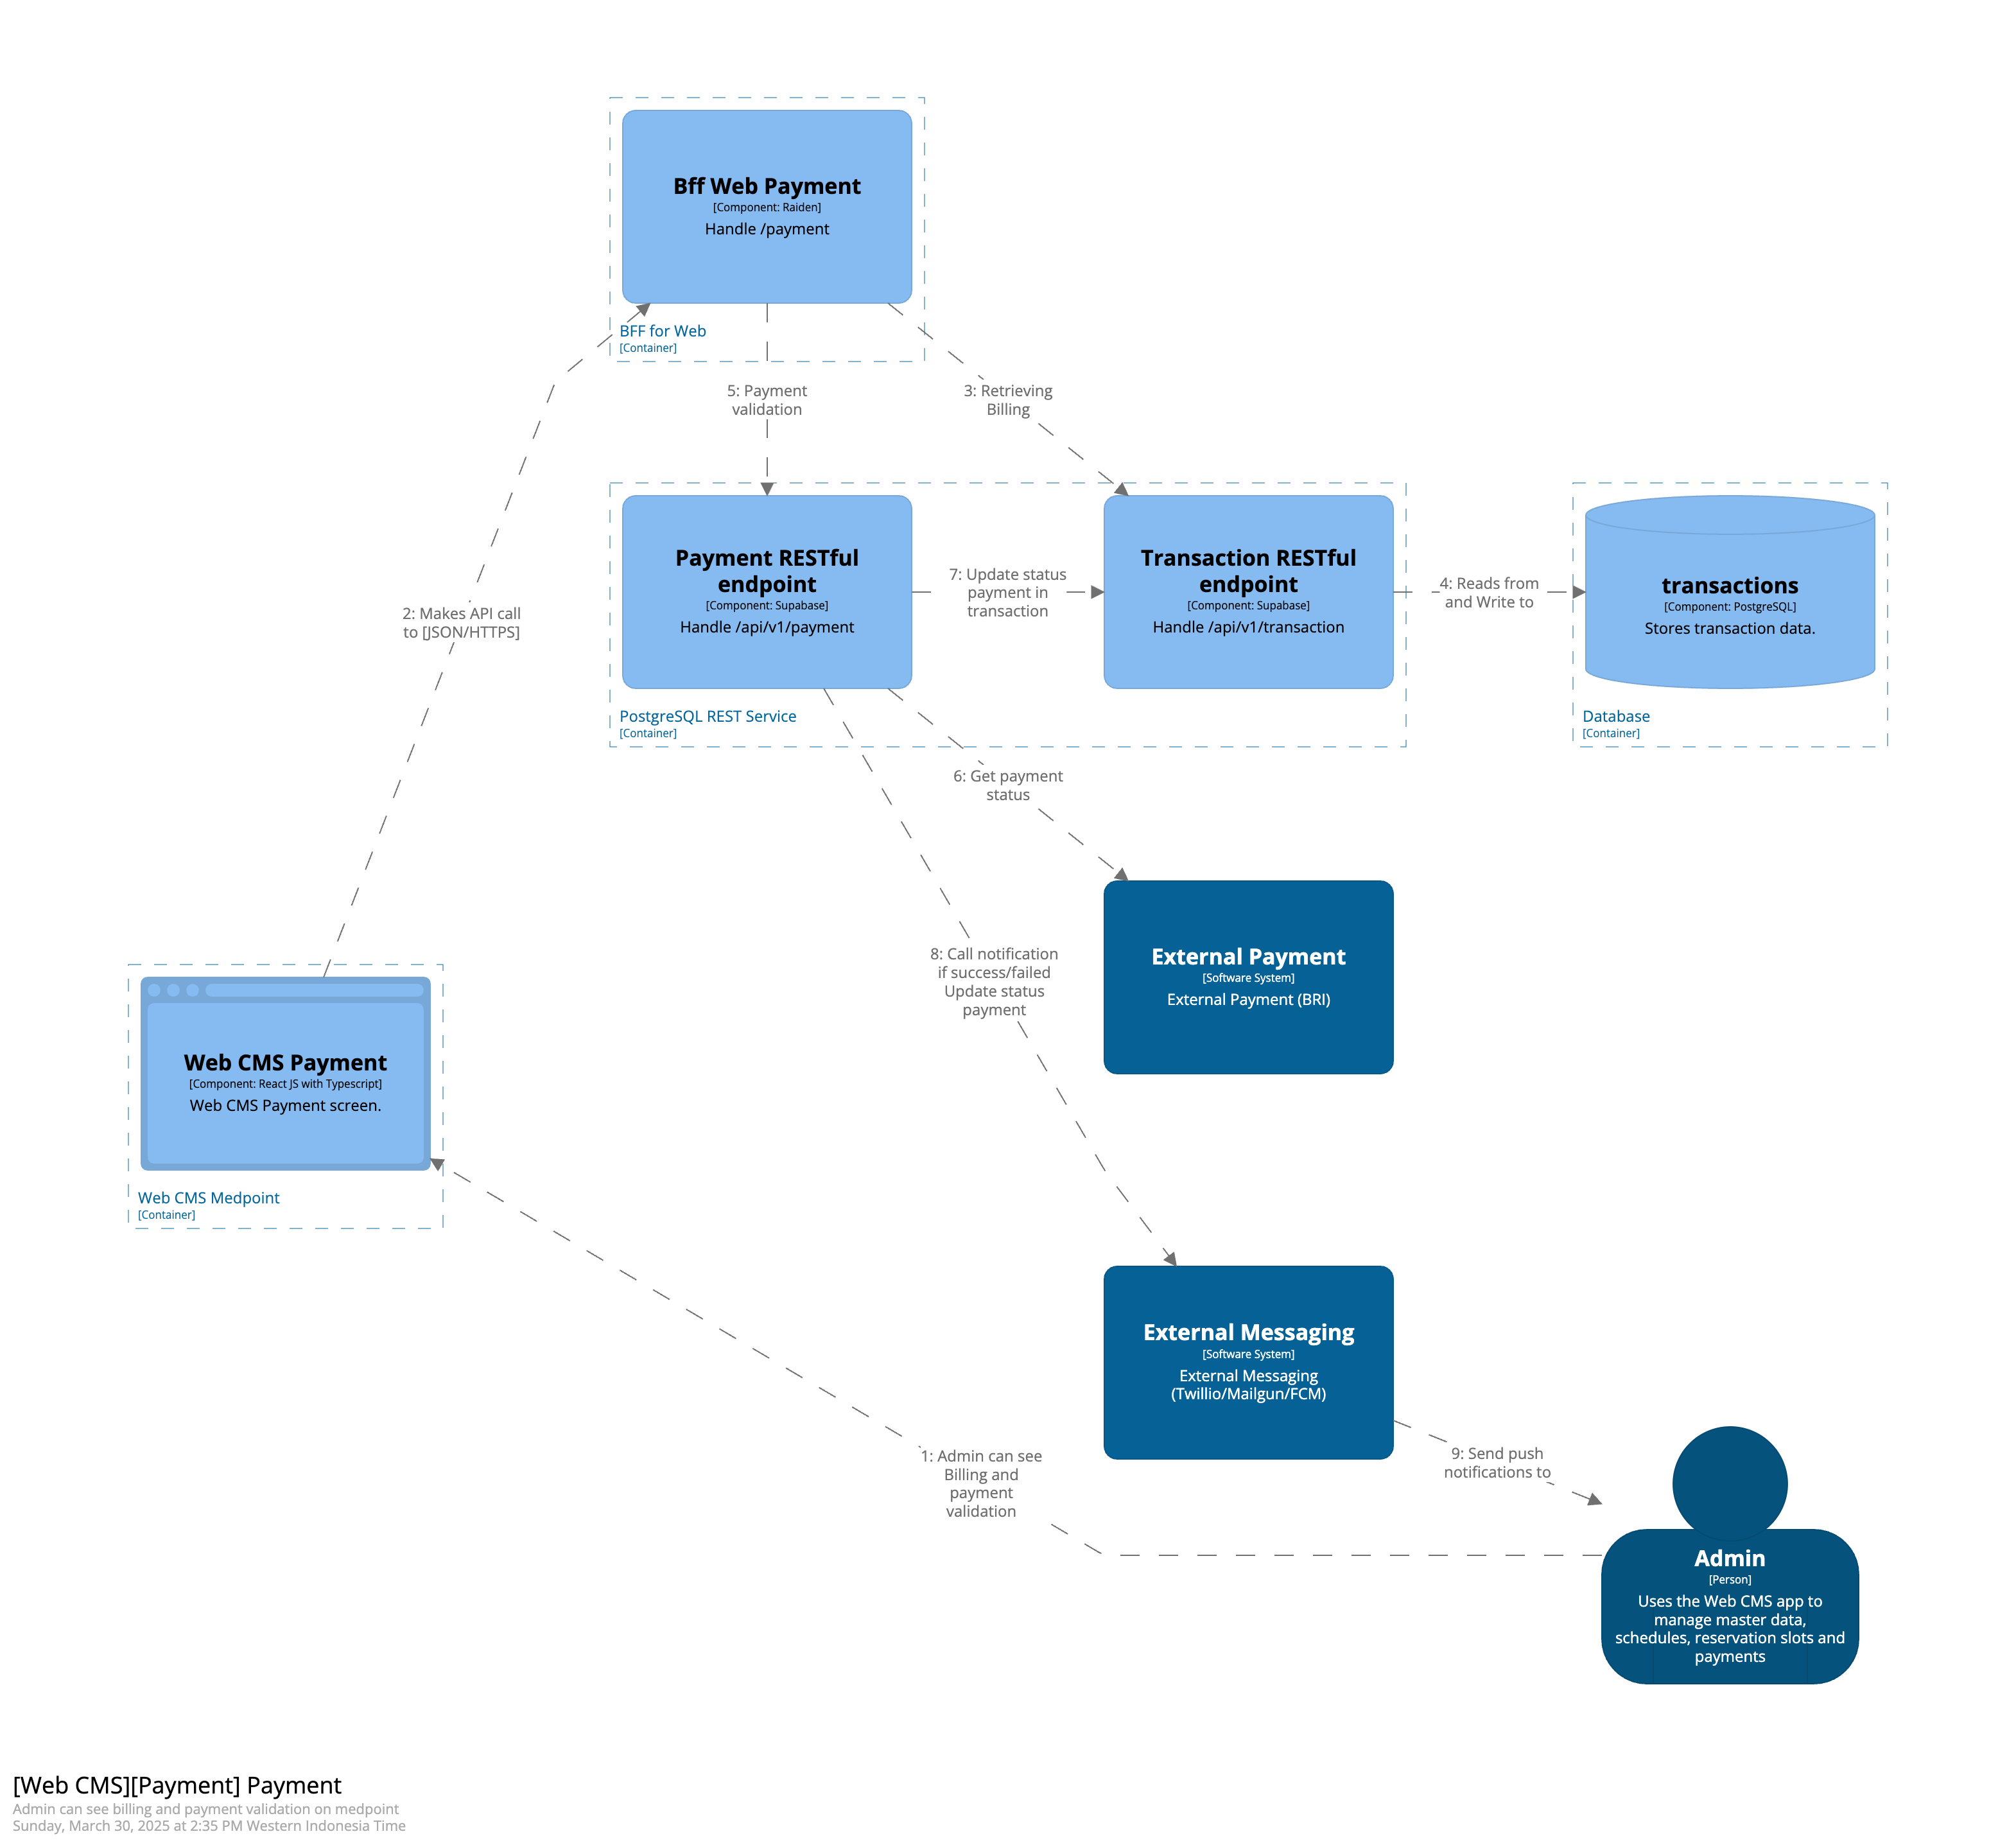 Bff Web Payment
[Component: Raiden]
Handle /payment
BFF for Web
[Container]
5: Payment
validation
3: Retrieving
Billing
Payment RESTful
endpoint
[Component: Supabase]
Handle /api/v1/payment
7: Update status
payment in
transaction
Transaction RESTful
endpoint
[Component: Supabase]
Handle /api/v1/transaction
4: Reads from
and Write to
transactions
[Component: PostgreSQL]
Stores transaction data.
2: Makes API call
to [JSON/HTTPS]
PostgreSQL REST Service
[Container]
Database
[Container]
6: Get payment
status
8: Call notification
if success/failed
Update status
payment
External Payment
[Software System]
External Payment (BRI)
Web CMS Payment
[Component: React JS with Typescript]
Web CMS Payment screen.
Web CMS Medpoint
[Container]
External Messaging
[Software System]
External Messaging
(Twillio/Mailgun/FCM)
1: Admin can see
Billing and
payment
validation
9: Send push
notifications to
Admin
[Person]
Uses the Web CMS app to
manage master data,
schedules, reservation slots and
payments
[Web CMS][Payment] Payment
Admin can see billing and payment validation on medpoint
Sunday, March 30, 2025 at 2:35 PM Western Indonesia Time